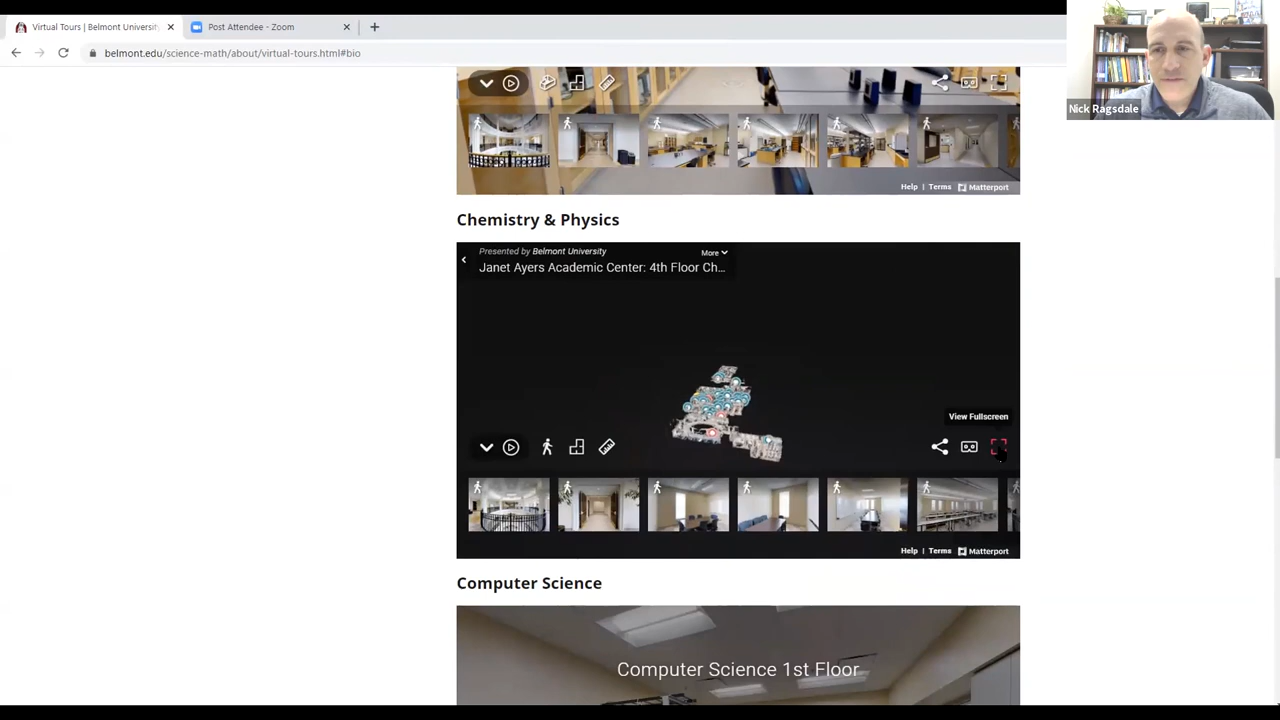 Virtual Tours | Belmont University
Post Attendee - Zoom
belmont.edu/science-math/about/virtual-tours.html#bio
Nick Ragsdale
Help | Terms Matterport
Chemistry & Physics
Presented by Belmont University More
Janet Ayers Academic Center: 4th Floor Ch...
View Fullscreen
Help | Terms Matterport
Computer Science
Computer Science 1st Floor